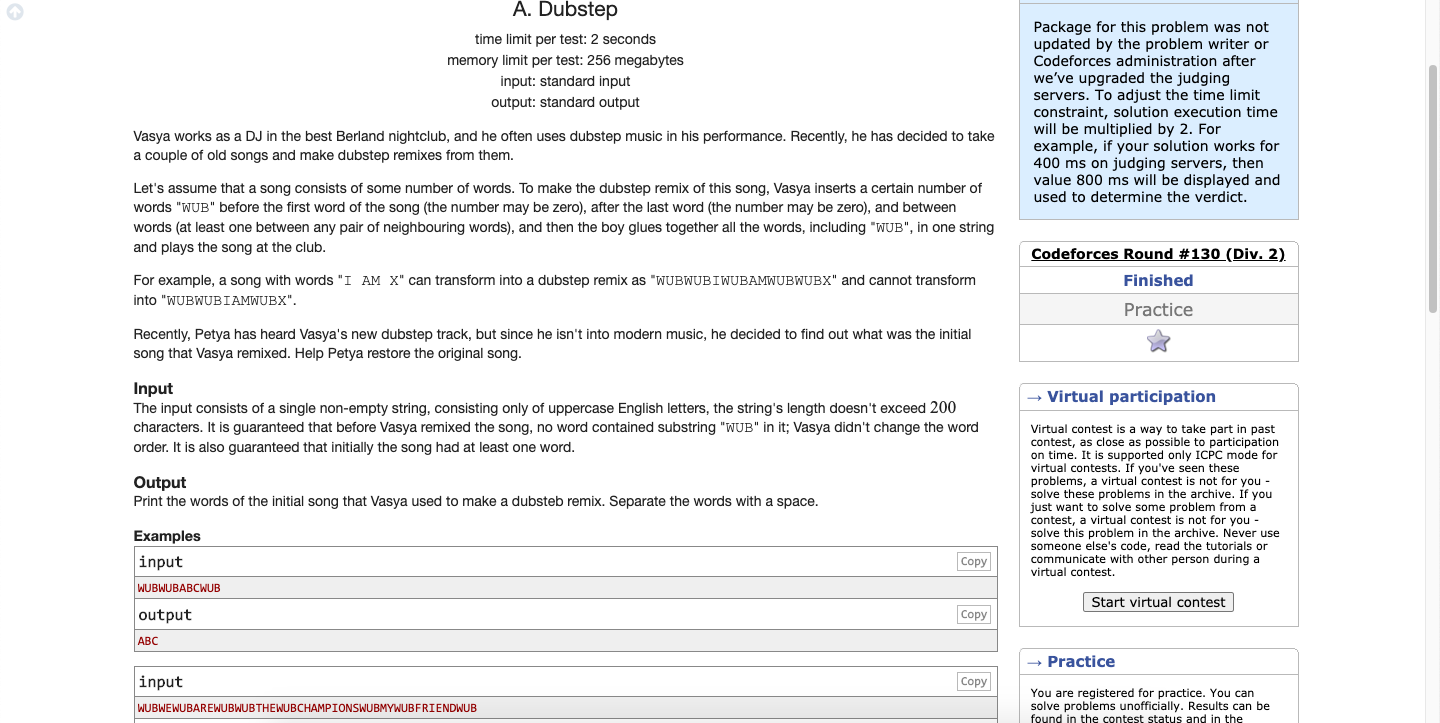 A. Dubstep
time limit per test: 2 seconds
memory limit per test: 256 megabytes
input: standard input
output: standard output
Vasya works as a DJ in the best Berland nightclub, and he often uses dubstep music in his performance. Recently, he has decided to take
a couple of old songs and make dubstep remixes from them.
Let's assume that a song consists of some number of words. To make the dubstep remix of this song, Vasya inserts a certain number of
words "WUB" before the first word of the song (the number may be zero), after the last word (the number may be zero), and between
words (at least one between any pair of neighbouring words), and then the boy glues together all the words, including "WUB", in one string
and plays the song at the club.
For example, a song with words "I AM X" can transform into a dubstep remix as "WUBWUBIWUBAMWUBWUBX" and cannot transform
into "WUBWUBIAMWUBX".
Recently, Petya has heard Vasya's new dubstep track, but since he isn't into modern music, he decided to find out what was the initial
song that Vasya remixed. Help Petya restore the original song.
Input
The input consists of a single non-empty string, consisting only of uppercase English letters, the string's length doesn't exceed 200
characters. It is guaranteed that before Vasya remixed the song, no word contained substring "WUB" in it; Vasya didn't change the word
order. It is also guaranteed that initially the song had at least one word.
Output
Print the words of the initial song that Vasya used to make a dubsteb remix. Separate the words with a space.
Examples
input
Copy
WUBWUBABCWUB
output
Copy
ABC
input
Copy
WUBWEWUBAREWUBWUBTHEWUBCHAMPIONSWUBMYWUBFRIENDWUB
Package for this problem was not
updated by the problem writer or
Codeforces administration after
we've upgraded the judging
servers. To adjust the time limit
constraint, solution execution time
will be multiplied by 2. For
example, if your solution works for
400 ms on judging servers, then
value 800 ms will be displayed and
used to determine the verdict.
Codeforces Round #130 (Div. 2)
Finished
Practice
→ Virtual participation
Virtual contest is a way to take part in past
contest, as close as possible to participation
on time. It is supported only ICPC mode for
virtual contests. If you've seen these
problems, a virtual contest is not for you -
solve these problems in the archive. If you
just want to solve some problem from a
contest, a virtual contest is not for you -
solve this problem in the archive. Never use
someone else's code, read the tutorials or
communicate with other person during a
virtual contest.
Start virtual contest
→ Practice
You are registered for practice. You can
solve problems unofficially. Results can be
found in the contest status and in the